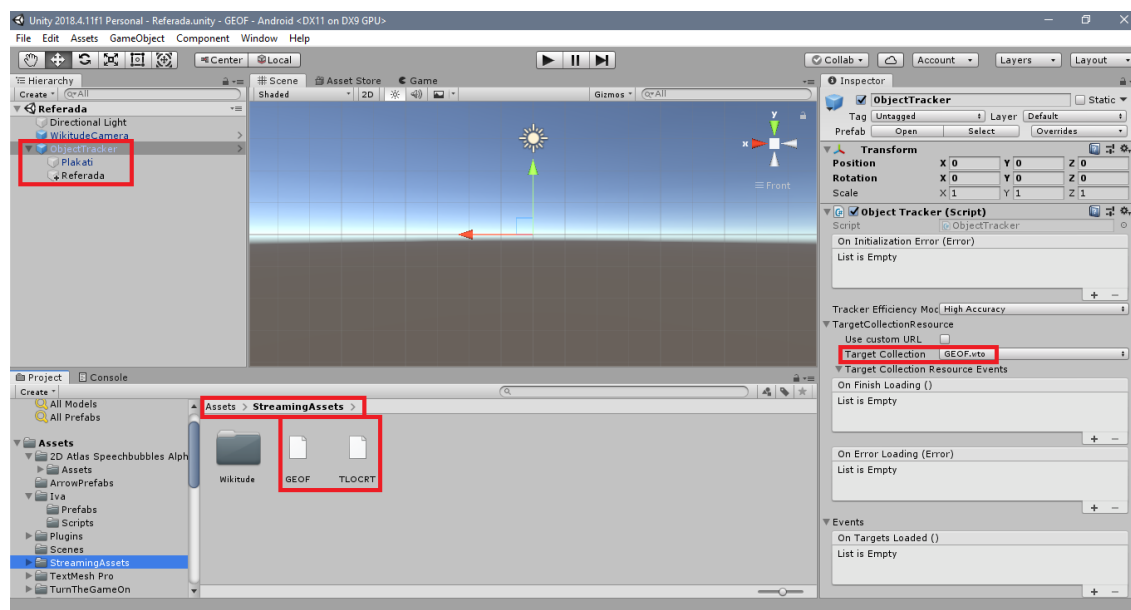 Unity 2018.4.11f1 Personal - Referada.unity - GEOF - Android <DX11 on DX9 GPU>
File Edit Assets GameObject Component Window Help
Center Local Collab Account Layers Layout
Hierarchy
Create All
Referada
Directional Light
WikitudeCamera
ObjectTracker
Plakati
Referada
Scene Asset Store Game
Shaded 2D Gizmos All
y
x
Front
Inspector
ObjectTracker Static
Tag Untagged Layer Default
Prefab Open Select Overrides
Transform
Position X 0 Y 0 Z 0
Rotation X 0 Y 0 Z 0
Scale X 1 Y 1 Z 1
Object Tracker (Script)
Script ObjectTracker
On Initialization Error (Error)
List is Empty
Tracker Efficiency Moc High Accuracy
TargetCollectionResource
Use custom URL
Target Collection GEOF.wto
Target Collection Resource Events
On Finish Loading ()
List is Empty
On Error Loading (Error)
List is Empty
Events
On Targets Loaded ()
List is Empty
Project Console
Create
All Models
All Prefabs
Assets
2D Atlas Speechbubbles Alph
Assets
ArrowPrefabs
Iva
Prefabs
Scripts
Plugins
Scenes
StreamingAssets
TextMesh Pro
TurnTheGameOn
Assets > StreamingAssets >
Wikitude GEOF TLOCRT